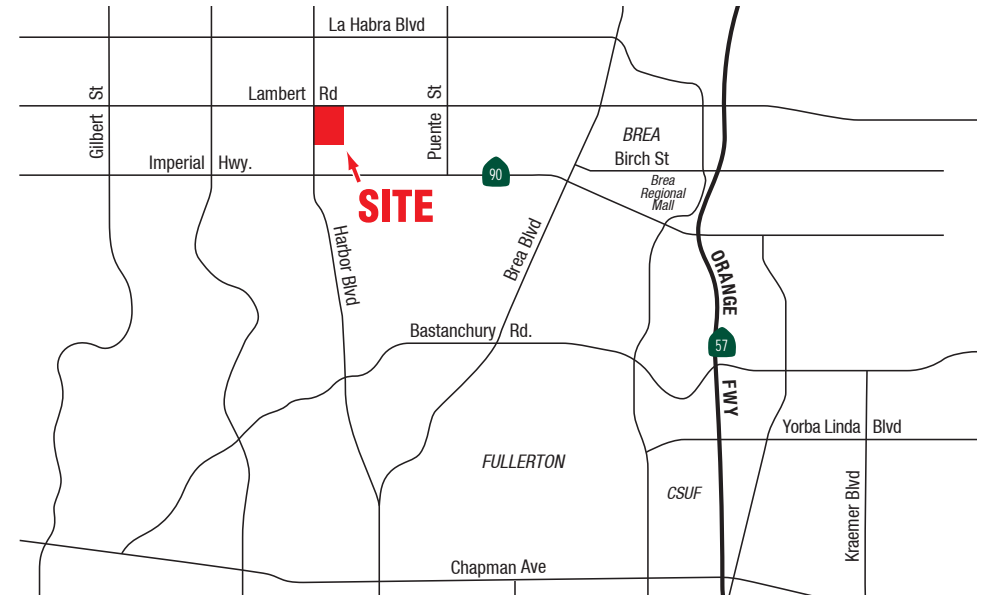 La Habra Blvd
Lambert Rd
Gilbert St
Puente St
BREA
Birch St
Imperial Hwy.
90
Brea
Regional
Mall
SITE
Harbor Blvd
Brea Blvd
ORANGE
FWY
57
Bastanchury Rd.
Yorba Linda Blvd
FULLERTON
CSUF
Kraemer Blvd
Chapman Ave